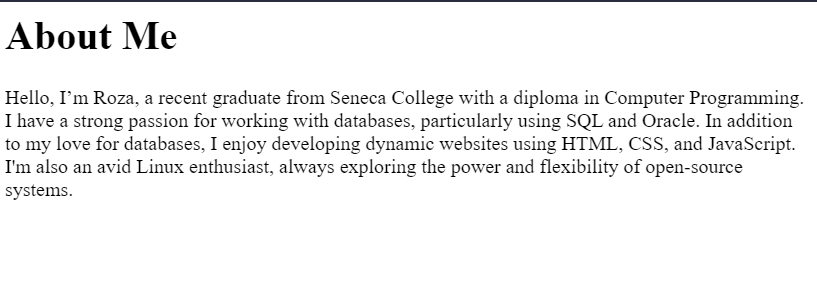 About Me
Hello, I’m Roza, a recent graduate from Seneca College with a diploma in Computer Programming.
I have a strong passion for working with databases, particularly using SQL and Oracle. In addition
to my love for databases, I enjoy developing dynamic websites using HTML, CSS, and JavaScript.
I'm also an avid Linux enthusiast, always exploring the power and flexibility of open-source
systems.